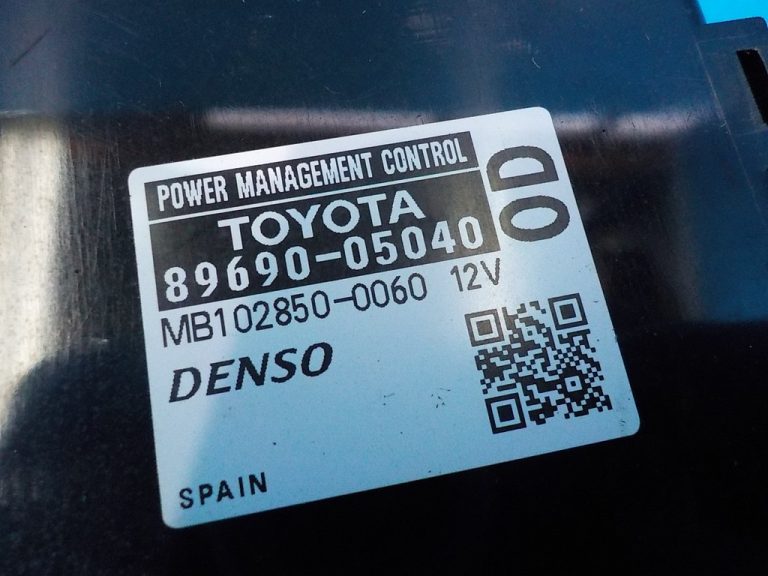 POWER MANAGEMENT CONTROL
TOYOTA
89690-05040
OD
MB102850-0060 12V
DENSO
SPAIN